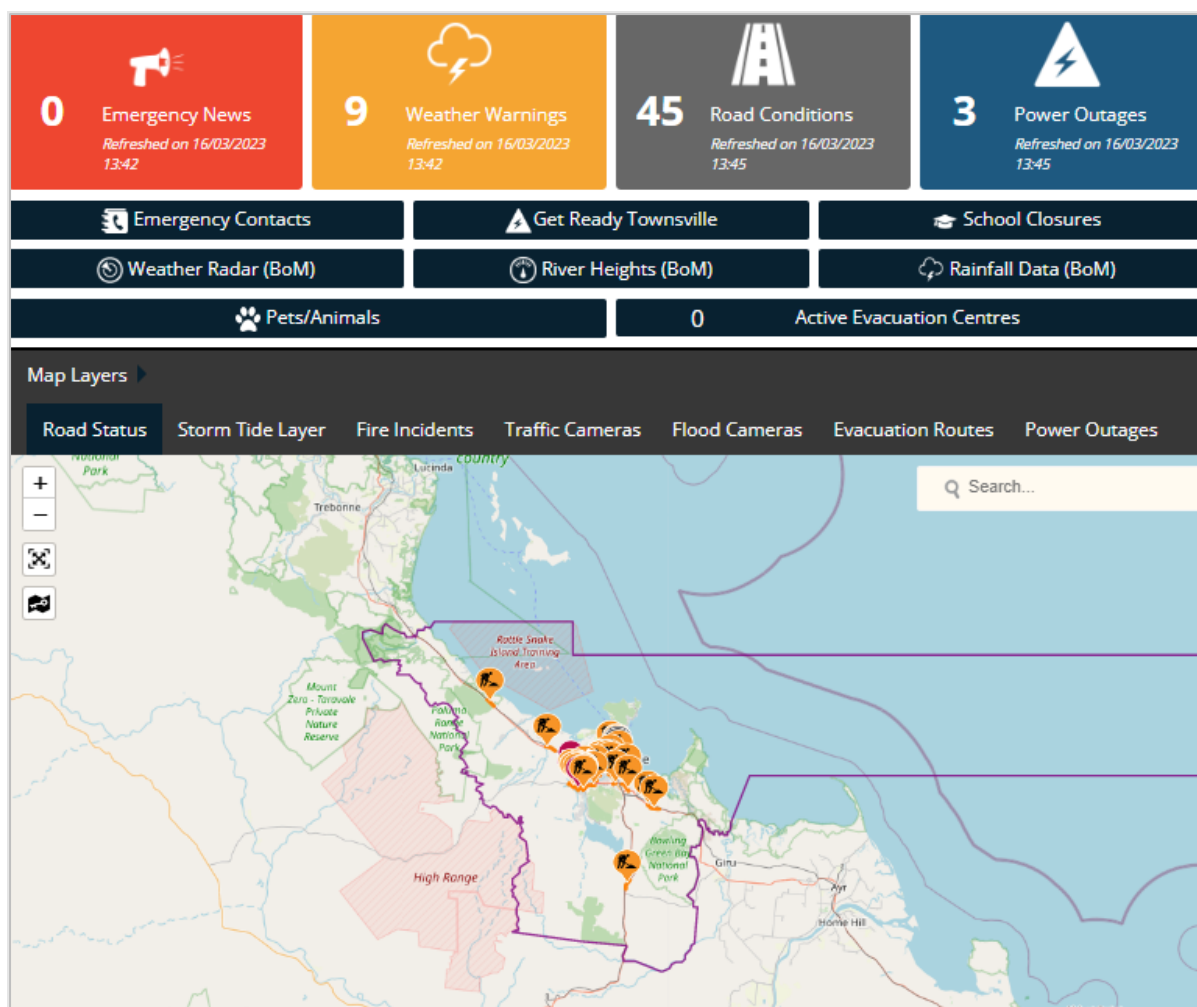 0
Emergency News
Refreshed on 16/03/2023
13:42
9
Weather Warnings
Refreshed on 16/03/2023
13:42
45
Road Conditions
Refreshed on 16/03/2023
13:45
3
Power Outages
Refreshed on 16/03/2023
13:45
Emergency Contacts
Get Ready Townsville
School Closures
Weather Radar (BoM)
River Heights (BoM)
Rainfall Data (BoM)
Pets/Animals
0 Active Evacuation Centres
Map Layers
Road Status
Storm Tide Layer
Fire Incidents
Traffic Cameras
Flood Cameras
Evacuation Routes
Power Outages
+
−
Search...
National
Park
Lucinda
country
Trebonne
Rattle Snake
Island Training
Area
Mount
Zero - Taravale
Private
Nature
Reserve
Paluma
Range
National
Park
High Range
Bowling
Green Bay
National
Park
Giru
Ayr
Home Hill